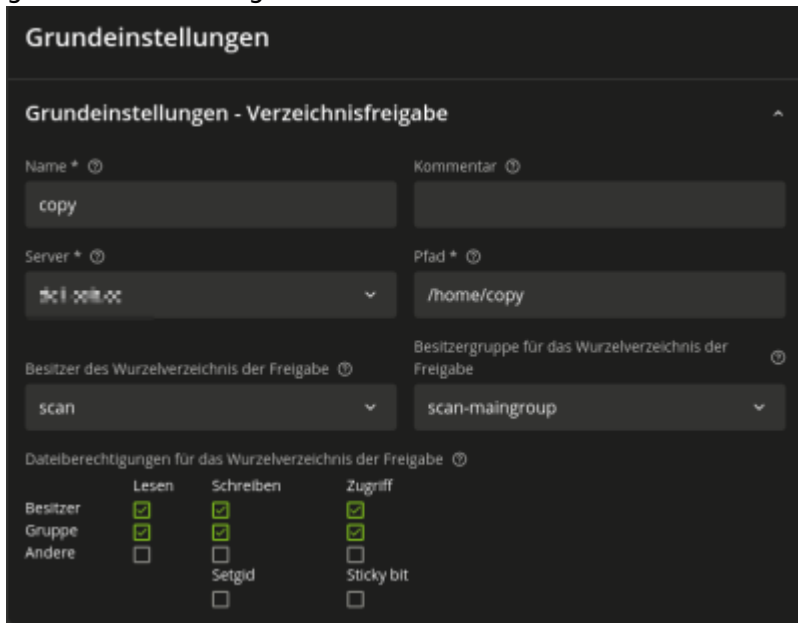 Grundeinstellungen
Grundeinstellungen - Verzeichnisfreigabe
Name *
Kommentar
copy
Server *
Pfad *
/home/copy
Besitzer des Wurzelverzeichnis der Freigabe
Besitzergruppe für das Wurzelverzeichnis der
Freigabe
scan
scan-maingroup
Dateiberechtigungen für das Wurzelverzeichnis der Freigabe
Lesen Schreiben Zugriff
Besitzer
Gruppe
Andere
Setgid Sticky bit